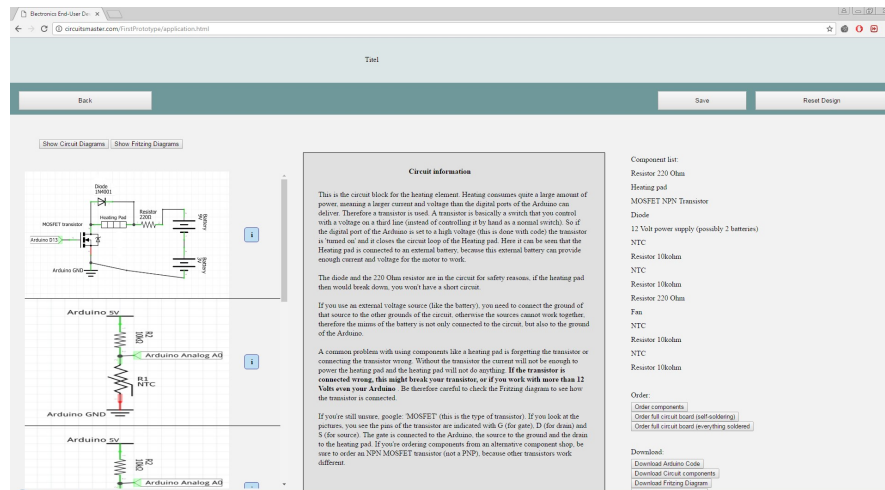 Electronics End-User De
circuitsmaster.com/FirstPrototype/application.html
Titel
Back
Save
Reset Design
Show Circuit Diagrams
Show Fritzing Diagrams
Diode
1N4001
MOSFET transistor
Heating Pad
Resistor
220Ω
Battery
9V
Arduino D13
Battery
3V
Arduino GND
i
Arduino 5V
R2
10kΩ
Arduino Analog A0
R1
NTC
Arduino GND
i
Arduino 5V
R2
10kΩ
Arduino Analog A0
Circuit information
This is the circuit block for the heating element. Heating consumes quite a large amount of
power, meaning a larger current and voltage than the digital ports of the Arduino can
deliver. Therefore a transistor is used. A transistor is basically a switch that you control
with a voltage on a third line (instead of controlling it by hand as a normal switch). So if
the digital port of the Arduino is set to a high voltage (this is done with code) the transistor
is 'turned on' and it closes the circuit loop of the Heating pad. Here it can be seen that the
Heating pad is connected to an external battery, because this external battery can provide
enough current and voltage for the motor to work.
The diode and the 220 Ohm resistor are in the circuit for safety reasons, if the heating pad
then would break down, you won't have a short circuit.
If you use an external voltage source (like the battery), you need to connect the ground of
that source to the other grounds of the circuit, otherwise the sources cannot work together,
therefore the minus of the battery is not only connected to the circuit, but also to the ground
of the Arduino.
A common problem with using components like a heating pad is forgetting the transistor or
connecting the transistor wrong. Without the transistor the current will not be enough to
power the heating pad and the heating pad will not do anything. If the transistor is
connected wrong, this might break your transistor, or if you work with more than 12
Volts even your Arduino . Be therefore careful to check the Fritzing diagram to see how
the transistor is connected.
If you're still unsure, google: 'MOSFET' (this is the type of transistor). If you look at the
pictures, you see the pins of the transistor are indicated with G (for gate), D (for drain) and
S (for source). The gate is connected to the Arduino, the source to the ground and the drain
to the heating pad. If you're ordering components from an alternative component shop, be
sure to order an NPN MOSFET transistor (not a PNP), because other transistors work
different.
Component list:
Resistor 220 Ohm
Heating pad
MOSFET NPN Transistor
Diode
12 Volt power supply (possibly 2 batteries)
NTC
Resistor 10kohm
NTC
Resistor 10kohm
Resistor 220 Ohm
Fan
NTC
Resistor 10kohm
NTC
Resistor 10kohm
Order:
Order components
Order full circuit board (self-soldering)
Order full circuit board (everything soldered
Download:
Download Arduino Code
Download Circuit components
Download Fritzing Diagram